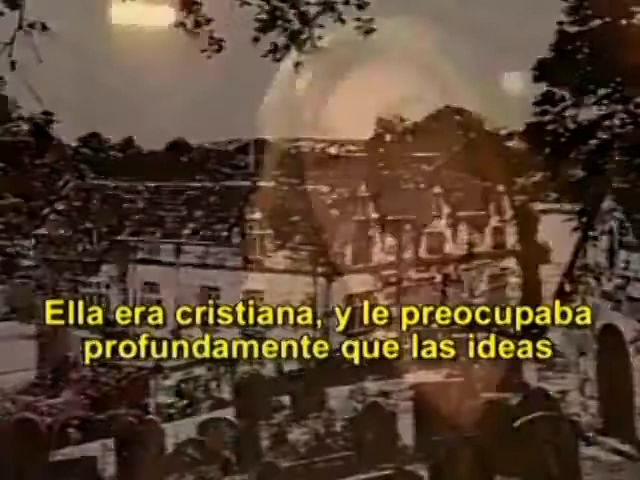 Ella era cristiana, y le preocupaba
profundamente que las ideas